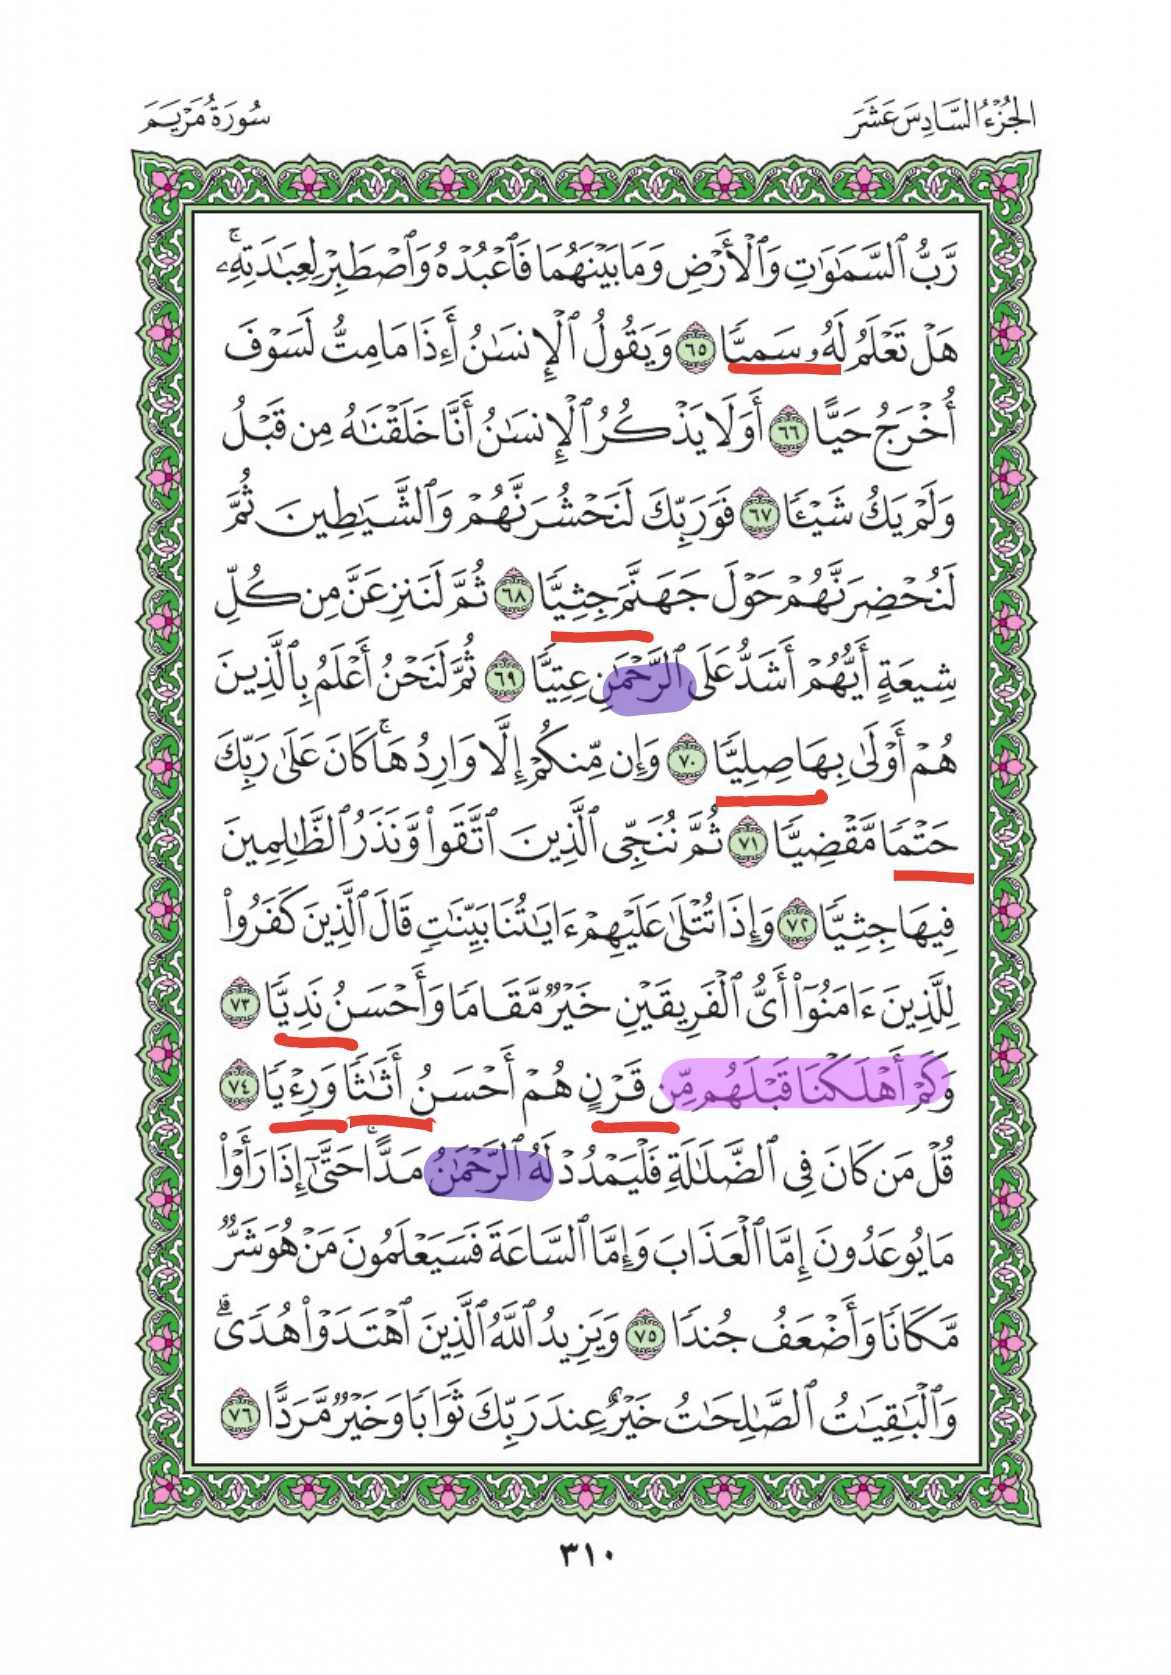 الجُزْءُ السَّادِسَ عَشَرَ
سُورَةُ مَرْيَمَ
رَّبُّ ٱلسَّمَٰوَٰتِ وَٱلْأَرْضِ وَمَا بَيْنَهُمَا فَٱعْبُدْهُ وَٱصْطَبِرْ لِعِبَٰدَتِهِۦۚ
هَلْ تَعْلَمُ لَهُۥ سَمِيًّا ٦٥ وَيَقُولُ ٱلْإِنسَٰنُ أَءِذَا مَا مِتُّ لَسَوْفَ
أُخْرَجُ حَيًّا ٦٦ أَوَلَا يَذْكُرُ ٱلْإِنسَٰنُ أَنَّا خَلَقْنَٰهُ مِن قَبْلُ
وَلَمْ يَكُ شَيْـًٔا ٦٧ فَوَرَبِّكَ لَنَحْشُرَنَّهُمْ وَٱلشَّيَٰطِينَ ثُمَّ
لَنُحْضِرَنَّهُمْ حَوْلَ جَهَنَّمَ جِثِيًّا ٦٨ ثُمَّ لَنَنزِعَنَّ مِن كُلِّ
شِيعَةٍ أَيُّهُمْ أَشَدُّ عَلَى ٱلرَّحْمَٰنِ عِتِيًّا ٦٩ ثُمَّ لَنَحْنُ أَعْلَمُ بِٱلَّذِينَ
هُمْ أَوْلَىٰ بِهَا صِلِيًّا ٧٠ وَإِن مِّنكُمْ إِلَّا وَارِدُهَاۚ كَانَ عَلَىٰ رَبِّكَ
حَتْمًا مَّقْضِيًّا ٧١ ثُمَّ نُنَجِّى ٱلَّذِينَ ٱتَّقَوا۟ وَّنَذَرُ ٱلظَّٰلِمِينَ
فِيهَا جِثِيًّا ٧٢ وَإِذَا تُتْلَىٰ عَلَيْهِمْ ءَايَٰتُنَا بَيِّنَٰتٍ قَالَ ٱلَّذِينَ كَفَرُوا۟
لِلَّذِينَ ءَامَنُوٓا۟ أَىُّ ٱلْفَرِيقَيْنِ خَيْرٌ مَّقَامًا وَأَحْسَنُ نَدِيًّا ٧٣
وَكَمْ أَهْلَكْنَا قَبْلَهُم مِّن قَرْنٍ هُمْ أَحْسَنُ أَثَٰثًا وَرِءْيًا ٧٤
قُلْ مَن كَانَ فِى ٱلضَّلَٰلَةِ فَلْيَمْدُدْ لَهُ ٱلرَّحْمَٰنُ مَدًّاۚ حَتَّىٰٓ إِذَا رَأَوْا۟
مَا يُوعَدُونَ إِمَّا ٱلْعَذَابَ وَإِمَّا ٱلسَّاعَةَ فَسَيَعْلَمُونَ مَنْ هُوَ شَرٌّ
مَّكَانًا وَأَضْعَفُ جُندًا ٧٥ وَيَزِيدُ ٱللَّهُ ٱلَّذِينَ ٱهْتَدَوْا۟ هُدًىۗ
وَٱلْبَٰقِيَٰتُ ٱلصَّٰلِحَٰتُ خَيْرٌ عِندَ رَبِّكَ ثَوَابًا وَخَيْرٌ مَّرَدًّا ٧٦
٣١٠